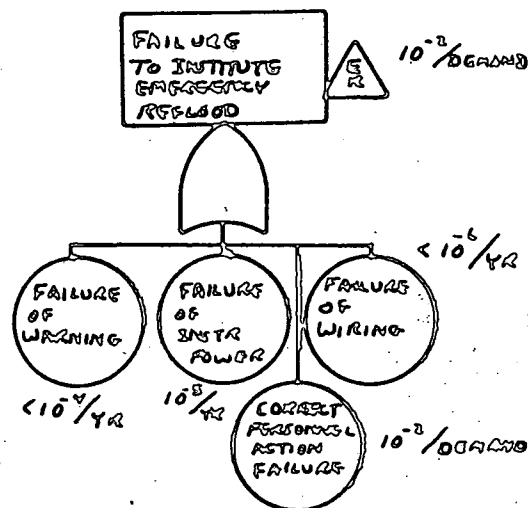 FAILURE
TO INSTITUTE
EMERGENCY
REFLOOD
ER
10⁻²/DEMAND
<10⁻⁶/YR
FAILURE
OF
WARNING
FAILURE
OF
INSTR
POWER
FAILURE
OF
WIRING
<10⁻⁴/YR
10⁻³/YR
CORRECT
PERSONNEL
ACTION
FAILURE
10⁻²/DEMAND